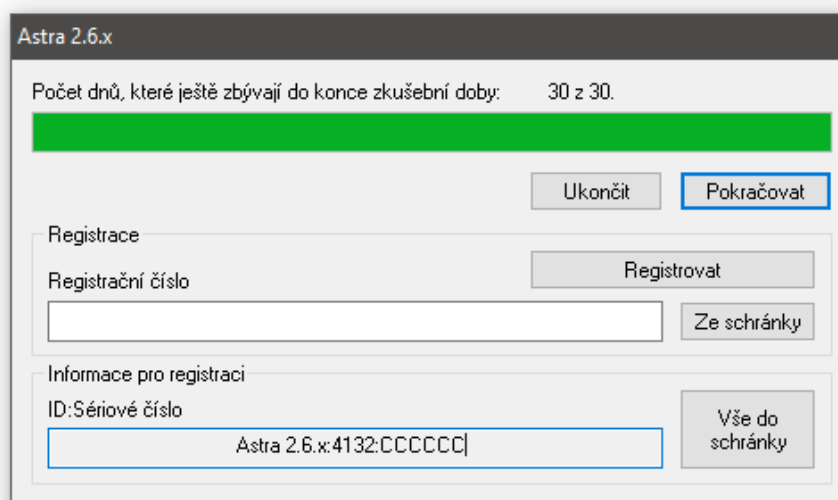 Astra 2.6.x
Počet dnů, které ještě zbývají do konce zkušební doby: 30 z 30.
Ukončit Pokračovat
Registrace
Registrovat
Registrační číslo
Ze schránky
Informace pro registraci
ID:Sériové číslo
Vše do
schránky
Astra 2.6.x:4132:CCCCCC